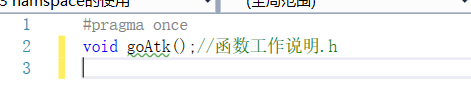 namspace的使用
(全局范围)
1 #pragma once
2 void goAtk();//函数工作说明.h
3